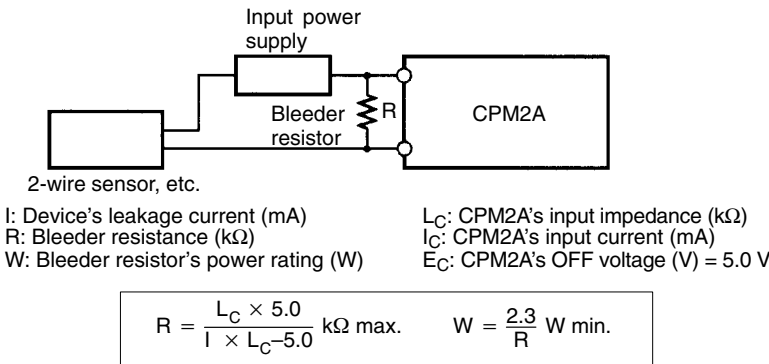 Input power
supply
Bleeder
resistor
R
CPM2A
2-wire sensor, etc.
I: Device's leakage current (mA)
R: Bleeder resistance (kΩ)
W: Bleeder resistor's power rating (W)
LC: CPM2A's input impedance (kΩ)
IC: CPM2A's input current (mA)
EC: CPM2A's OFF voltage (V) = 5.0 V
R = LC × 5.0 / I × LC–5.0 kΩ max. W = 2.3 / R W min.